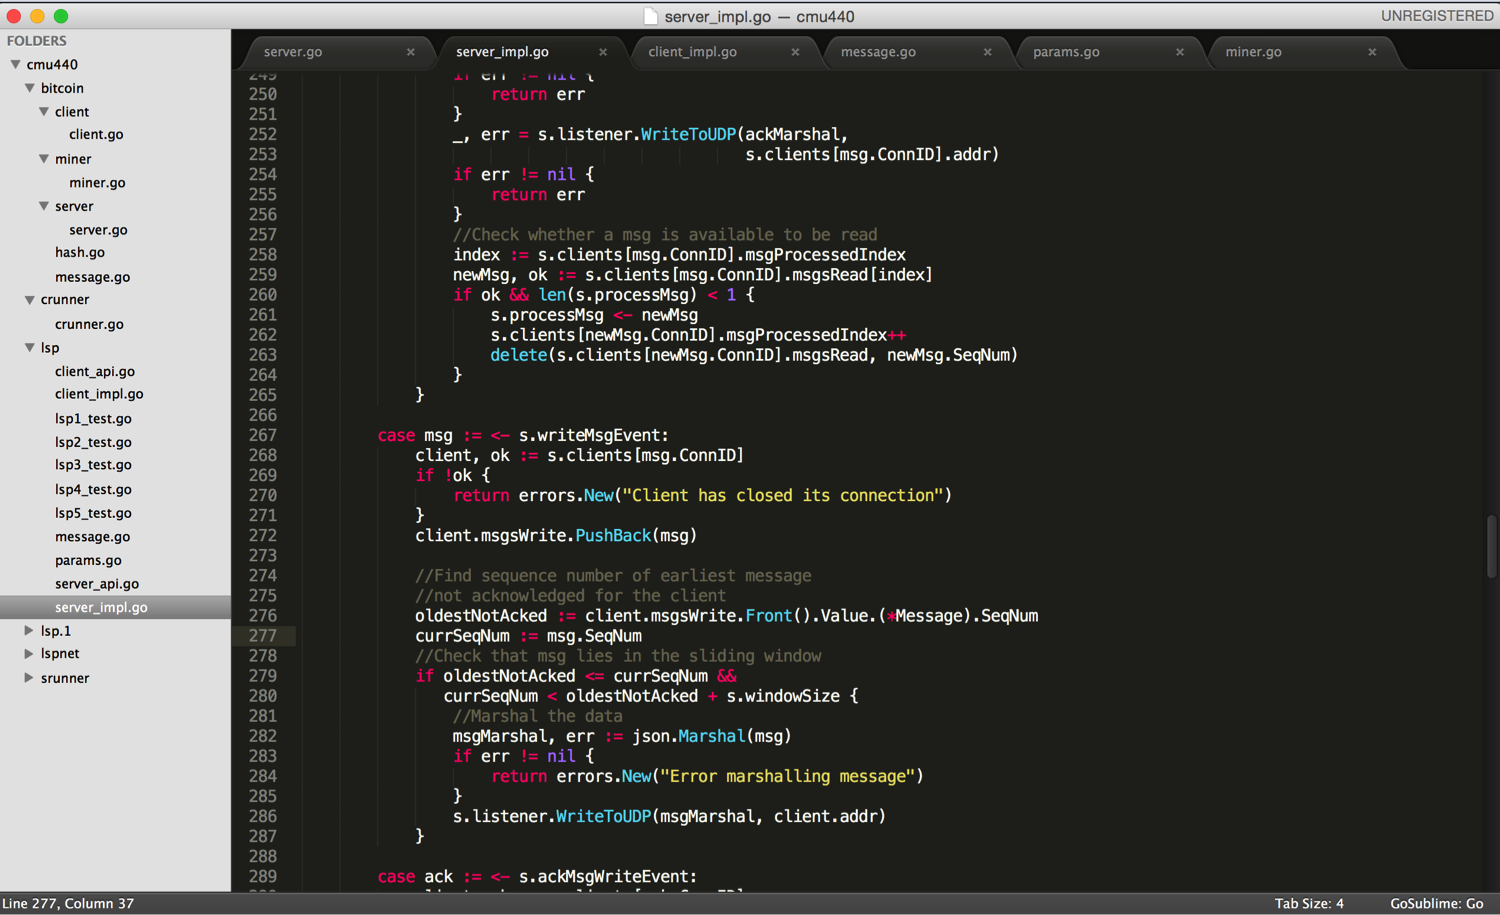 server_impl.go — cmu440
UNREGISTERED
FOLDERS
cmu440
bitcoin
client
client.go
miner
miner.go
server
server.go
hash.go
message.go
crunner
crunner.go
lsp
client_api.go
client_impl.go
lsp1_test.go
lsp2_test.go
lsp3_test.go
lsp4_test.go
lsp5_test.go
message.go
params.go
server_api.go
server_impl.go
lsp.1
lspnet
srunner
server.go × server_impl.go × client_impl.go × message.go × params.go × miner.go ×
249 if err != nil {
250 return err
251 }
252 _, err = s.listener.WriteToUDP(ackMarshal,
253 s.clients[msg.ConnID].addr)
254 if err != nil {
255 return err
256 }
257 //Check whether a msg is available to be read
258 index := s.clients[msg.ConnID].msgProcessedIndex
259 newMsg, ok := s.clients[msg.ConnID].msgsRead[index]
260 if ok && len(s.processMsg) < 1 {
261 s.processMsg <- newMsg
262 s.clients[newMsg.ConnID].msgProcessedIndex++
263 delete(s.clients[newMsg.ConnID].msgsRead, newMsg.SeqNum)
264 }
265 }
266
267 case msg := <- s.writeMsgEvent:
268 client, ok := s.clients[msg.ConnID]
269 if !ok {
270 return errors.New("Client has closed its connection")
271 }
272 client.msgsWrite.PushBack(msg)
273
274 //Find sequence number of earliest message
275 //not acknowledged for the client
276 oldestNotAcked := client.msgsWrite.Front().Value.(*Message).SeqNum
277 currSeqNum := msg.SeqNum
278 //Check that msg lies in the sliding window
279 if oldestNotAcked <= currSeqNum &&
280 currSeqNum < oldestNotAcked + s.windowSize {
281 //Marshal the data
282 msgMarshal, err := json.Marshal(msg)
283 if err != nil {
284 return errors.New("Error marshalling message")
285 }
286 s.listener.WriteToUDP(msgMarshal, client.addr)
287 }
288
289 case ack := <- s.ackMsgWriteEvent:
Line 277, Column 37
Tab Size: 4
GoSublime: Go